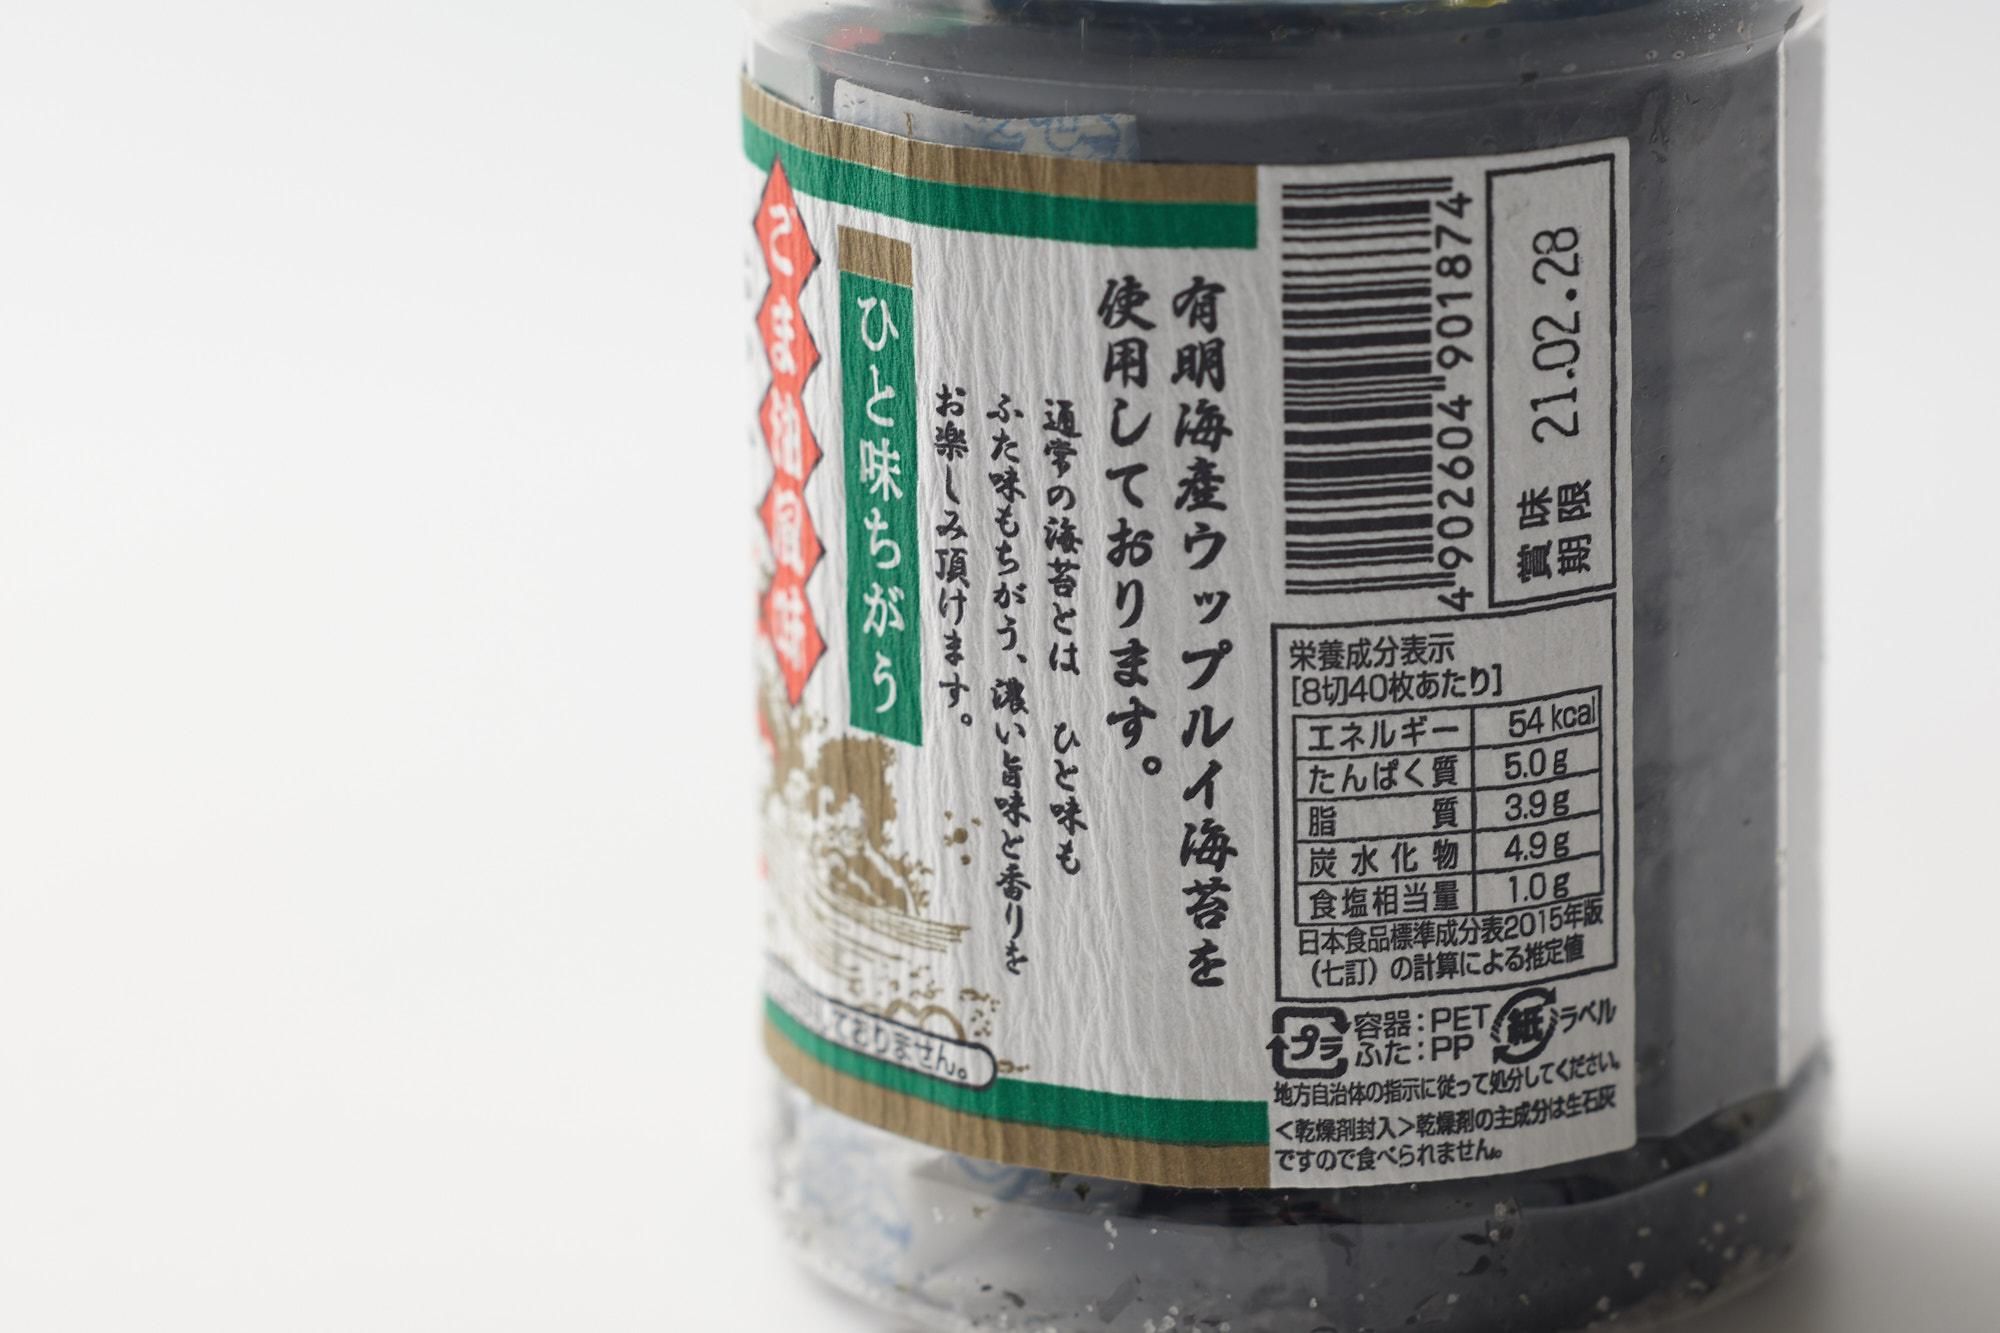 ごま油風味
ひと味ちがう
有明海産ウップルイ海苔を
使用しております。
通常の海苔とは ひと味も
ふた味もちがう、濃い旨味と香りを
お楽しみ頂けます。
ておりません。
4902604901874
賞味
期限
21.02.28
栄養成分表示
[8切40枚あたり]
エネルギー 54kcal
たんぱく質 5.0g
脂質 3.9g
炭水化物 4.9g
食塩相当量 1.0g
日本食品標準成分表2015年版
(七訂)の計算による推定値
プラ
容器:PET
ふた:PP
紙
ラベル
地方自治体の指示に従って処分してください。
<乾燥剤封入>乾燥剤の主成分は生石灰
ですので食べられません。